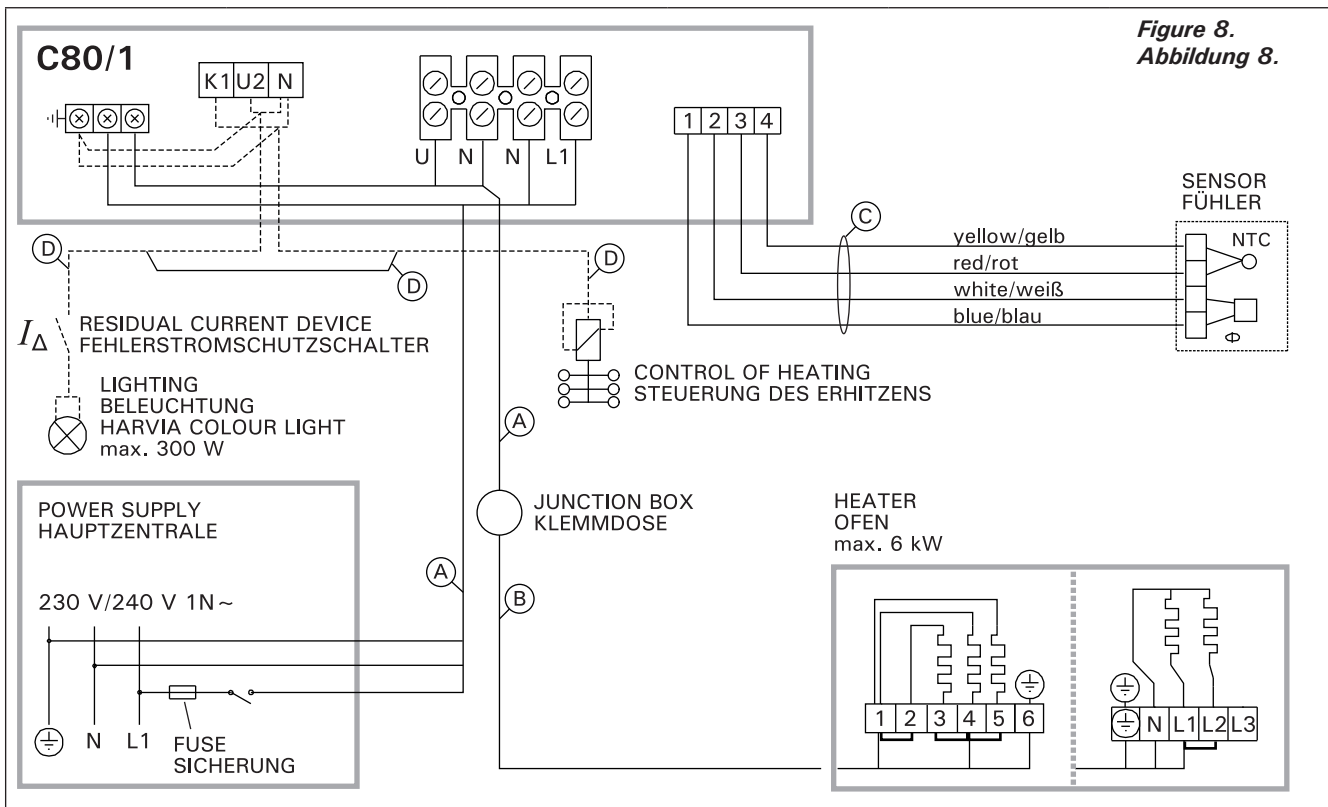 Figure 8.
Abbildung 8.
C80/1
K1 U2 N
U N N L1
1 2 3 4
SENSOR
FÜHLER
C
yellow/gelb
red/rot
white/weiß
blue/blau
NTC
Φ
D
D
D
I∆
RESIDUAL CURRENT DEVICE
FEHLERSTROMSCHUTZSCHALTER
LIGHTING
BELEUCHTUNG
HARVIA COLOUR LIGHT
max. 300 W
CONTROL OF HEATING
STEUERUNG DES ERHITZENS
A
JUNCTION BOX
KLEMMDOSE
A
B
POWER SUPPLY
HAUPTZENTRALE
230 V/240 V 1N~
N L1
FUSE
SICHERUNG
HEATER
OFEN
max. 6 kW
1 2 3 4 5 6
N L1 L2 L3